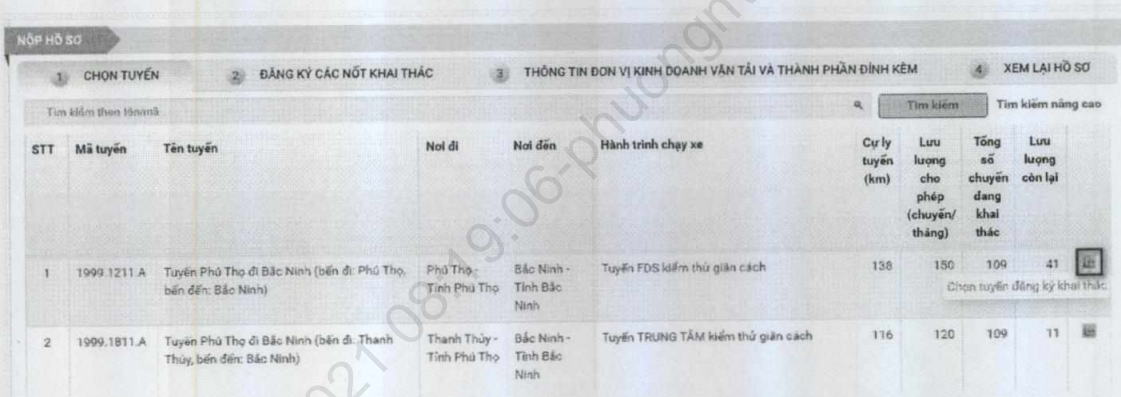 NỘP HỒ SƠ
1 CHỌN TUYẾN 2 ĐĂNG KÝ CÁC NỐT KHAI THÁC 3 THÔNG TIN ĐƠN VỊ KINH DOANH VẬN TẢI VÀ THÀNH PHẦN ĐÍNH KÈM 4 XEM LẠI HỒ SƠ
Tìm kiếm theo Tìm kiếm Tìm kiếm nâng cao
STT Mã tuyến Tên tuyến Nơi đi Nơi đến Hành trình chạy xe Cự ly Lưu Tổng Lưu
tuyến lượng số lượng
(km) cho chuyến còn lại
phép đang
(chuyến/ khai
tháng) thác
1 1999.1211.A Tuyến Phú Thọ đi Bắc Ninh (bến đi: Phú Thọ, Phú Thọ - Bắc Ninh - Tuyến FDS kiểm thử giãn cách 138 150 109 41
bến đến: Bắc Ninh) Tỉnh Phú Thọ Tỉnh Bắc Chọn tuyến đăng ký khai thác
Ninh
2 1999.1811.A Tuyến Phú Thọ đi Bắc Ninh (bến đi: Thanh Thanh Thủy - Bắc Ninh - Tuyến TRUNG TÂM kiểm thử giãn cách 116 120 109 11
Thủy, bến đến: Bắc Ninh) Tỉnh Phú Thọ Tỉnh Bắc
Ninh
021 08:19:06-phuongn